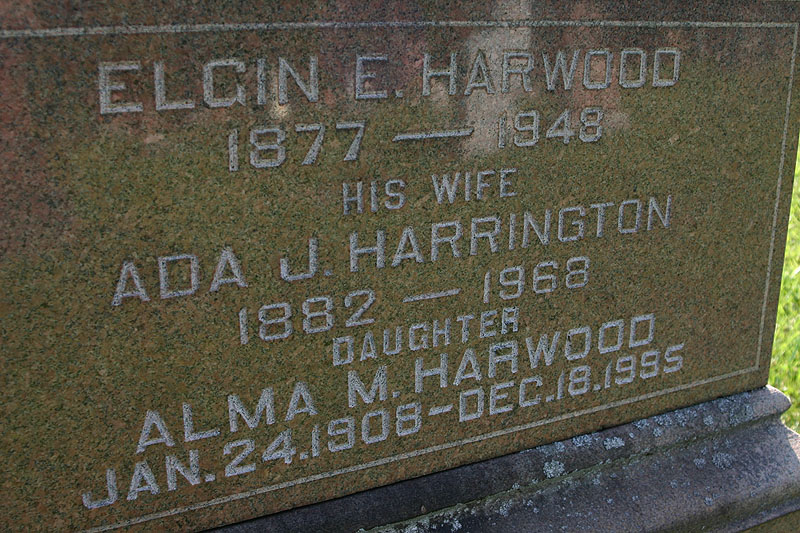 ELGIN E. HARWOOD
1877 — 1948
HIS WIFE
ADA J. HARRINGTON
1882 — 1968
DAUGHTER
ALMA M. HARWOOD
JAN. 24. 1908 - DEC. 18. 1995